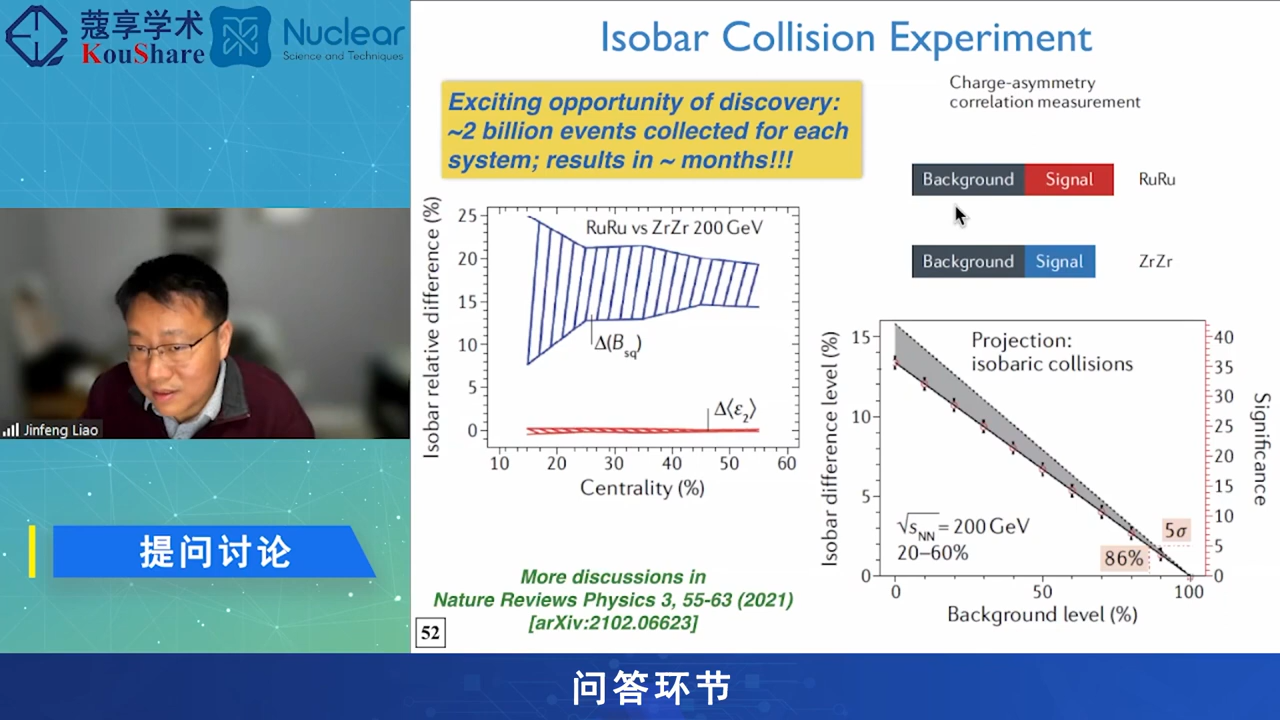 蔻享学术
KouShare
Nuclear
Science and Techniques
Isobar Collision Experiment
Exciting opportunity of discovery:
~2 billion events collected for each
system; results in ~ months!!!
Charge-asymmetry
correlation measurement
Background Signal RuRu
Background Signal ZrZr
Isobar relative difference (%)
25
20
15
10
5
0
RuRu vs ZrZr 200 GeV
Δ(B_sq)
Δ⟨ε_2⟩
10 20 30 40 50 60
Centrality (%)
Isobar difference level (%)
15
10
5
0
Projection:
isobaric collisions
√s_NN = 200 GeV
20–60%
86%
5σ
40
35
30
25
20
15
10
5
0
Significance
0 50 100
Background level (%)
More discussions in
Nature Reviews Physics 3, 55-63 (2021)
[arXiv:2102.06623]
52
Jinfeng Liao
提问讨论
问答环节